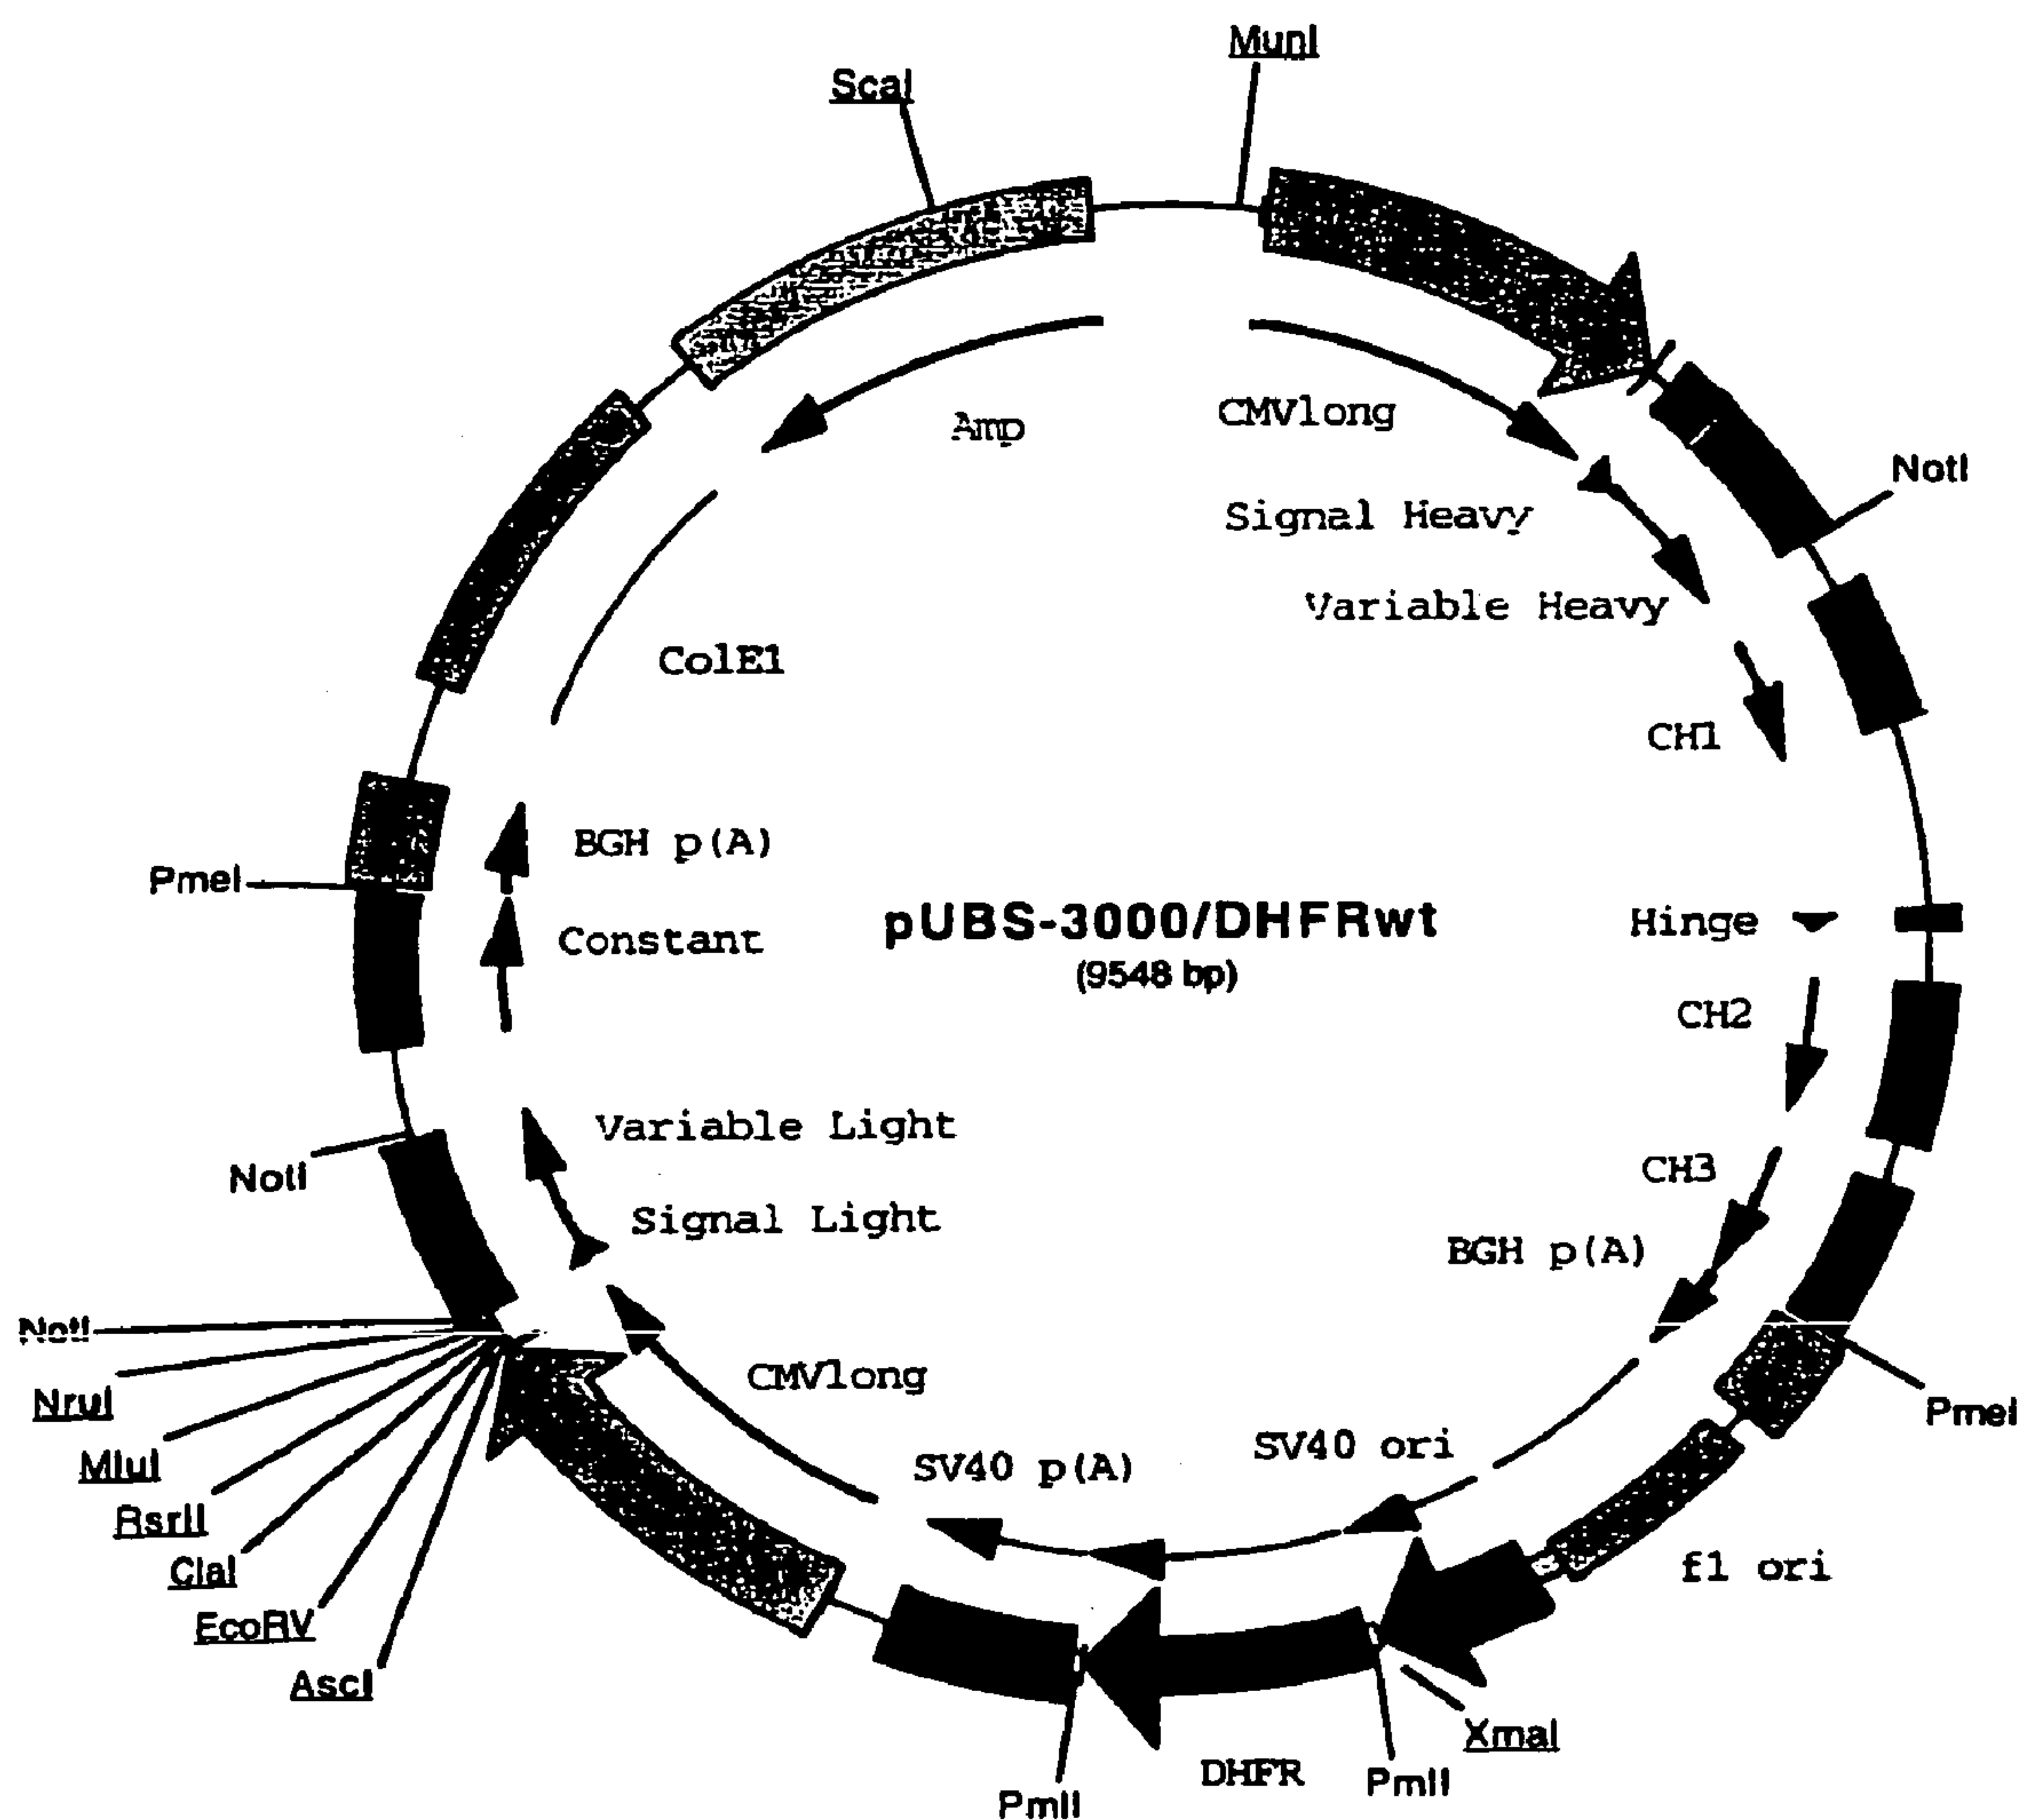 MunI
ScaI
NotI
Amp
CMVlong
Signal Heavy
Variable Heavy
ColE1
CH1
BGH p(A)
PmeI
pUBS-3000/DHFRwt
(9548 bp)
Hinge
Constant
CH2
Variable Light
CH3
NotI
Signal Light
BGH p(A)
NotI
NruI
CMVlong
PmeI
MluI
SV40 p(A)
SV40 ori
RsrII
ClaI
f1 ori
EcoRV
AscI
XmaI
DHFR
PmlI
PmlI